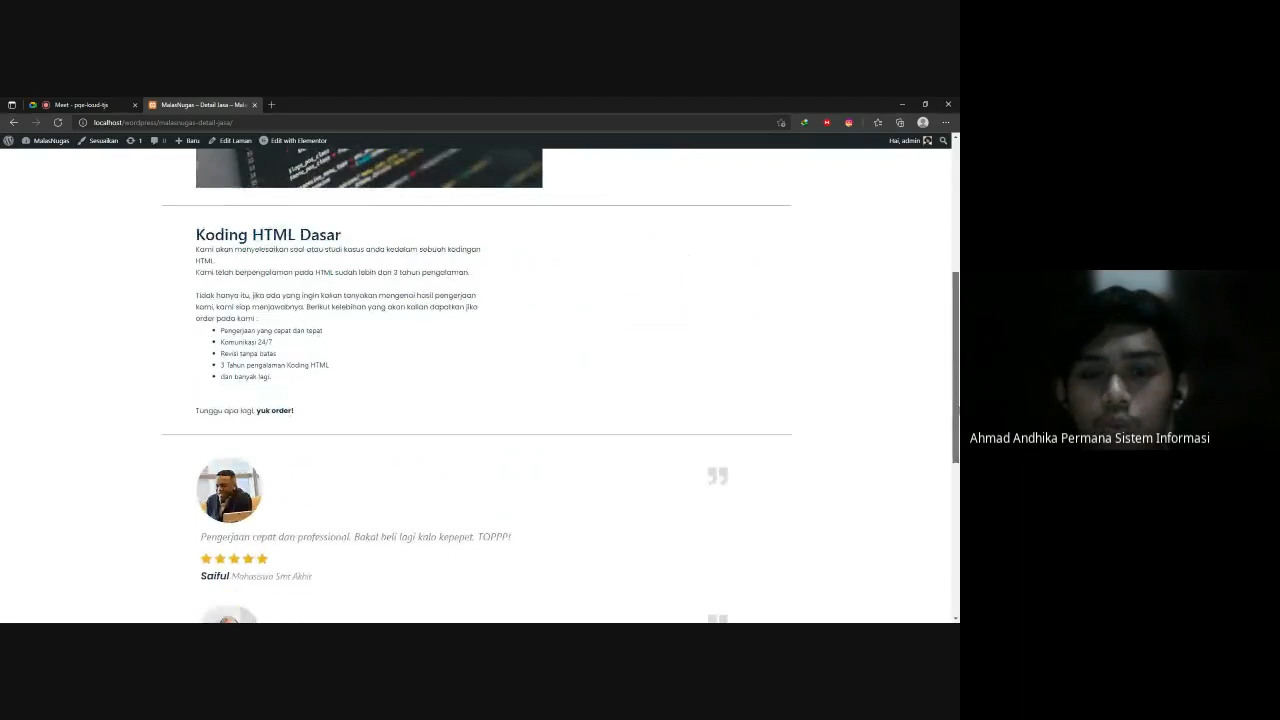 Meet - pqe-loud-tjs
MalasNugas – Detail Jasa – Mala
localhost/wordpress/malasnugas-detail-jasa/
MalasNugas Sesuaikan 1 0 Baru Edit Laman Edit with Elementor Hai, admin
Koding HTML Dasar
Kami akan menyelesaikan soal atau studi kasus anda kedalam sebuah kodingan
HTML.
Kami telah berpengalaman pada HTML sudah lebih dari 3 tahun pengalaman.
Tidak hanya itu, jika ada yang ingin kalian tanyakan mengenai hasil pengerjaan
kami, kami siap menjawabnya. Berikut kelebihan yang akan kalian dapatkan jika
order pada kami :
Pengerjaan yang cepat dan tepat
Komunikasi 24/7
Revisi tanpa batas
3 Tahun pengalaman Koding HTML
dan banyak lagi.
Tunggu apa lagi, yuk order!
Pengerjaan cepat dan professional. Bakal beli lagi kalo kepepet. TOPPP!
Saiful Mahasiswa Smt Akhir
Ahmad Andhika Permana Sistem Informasi